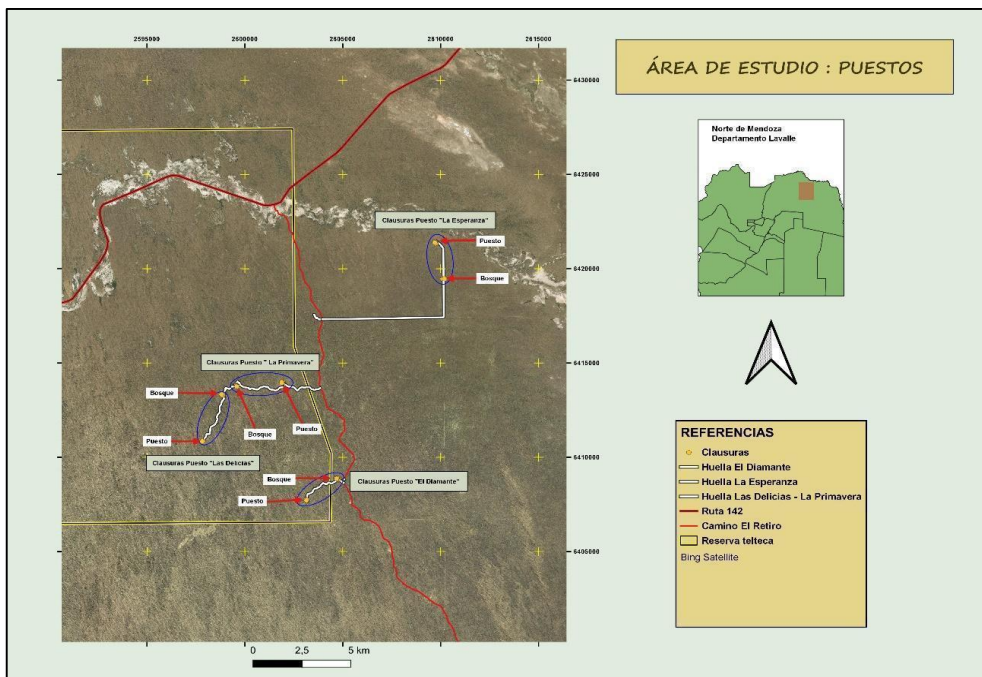 ÁREA DE ESTUDIO : PUESTOS
2595000 2600000 2605000 2610000 2615000
6430000
6425000
6420000
6415000
6410000
6405000
Norte de Mendoza
Departamento Lavalle
Clausuras Puesto "La Esperanza"
Puesto
Bosque
Clausuras Puesto " La Primavera"
Bosque
Bosque
Puesto
Puesto
Clausuras Puesto "Las Delicias"
Bosque
Clausuras Puesto "El Diamante"
Puesto
REFERENCIAS
Clausuras
Huella El Diamante
Huella La Esperanza
Huella Las Delicias - La Primavera
Ruta 142
Camino El Retiro
Reserva telteca
Bing Satellite
0 2,5 5 km